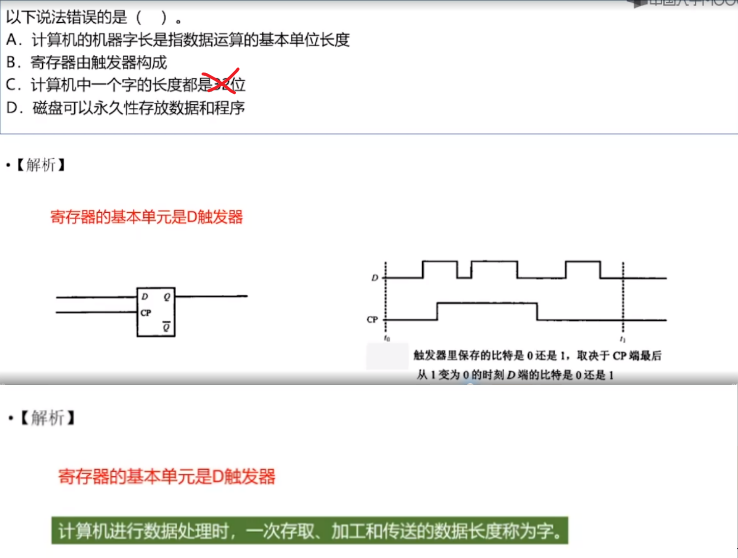 以下说法错误的是（ ）。
A．计算机的机器字长是指数据运算的基本单位长度
B．寄存器由触发器构成
C．计算机中一个字的长度都是32位
D．磁盘可以永久性存放数据和程序
•【解析】
寄存器的基本单元是D触发器
D Q
CP
Q
D
CP
t₀ t₁
触发器里保存的比特是 0 还是 1，取决于 CP 端最后
从 1 变为 0 的时刻 D 端的比特是 0 还是 1
•【解析】
寄存器的基本单元是D触发器
计算机进行数据处理时，一次存取、加工和传送的数据长度称为字。